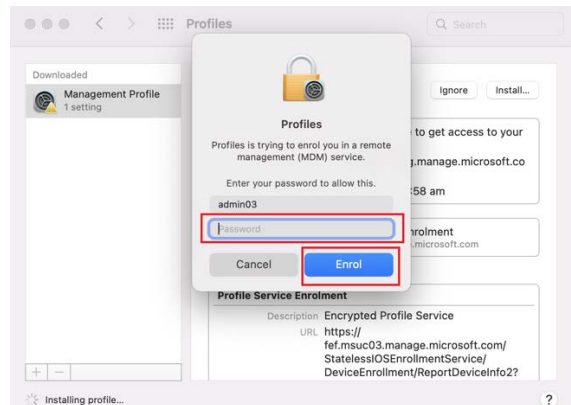 Profiles
Search
Downloaded
Management Profile
1 setting
Ignore
Install...
Profiles
Profiles is trying to enrol you in a remote
management (MDM) service.
Enter your password to allow this.
admin03
Password
Cancel
Enrol
to get access to your
.manage.microsoft.co
:58 am
nrolment
.microsoft.com
Profile Service Enrolment
Description Encrypted Profile Service
URL https://
fef.msuc03.manage.microsoft.com/
StatelessIOSEnrollmentService/
DeviceEnrollment/ReportDeviceInfo2?
+ −
Installing profile...
?